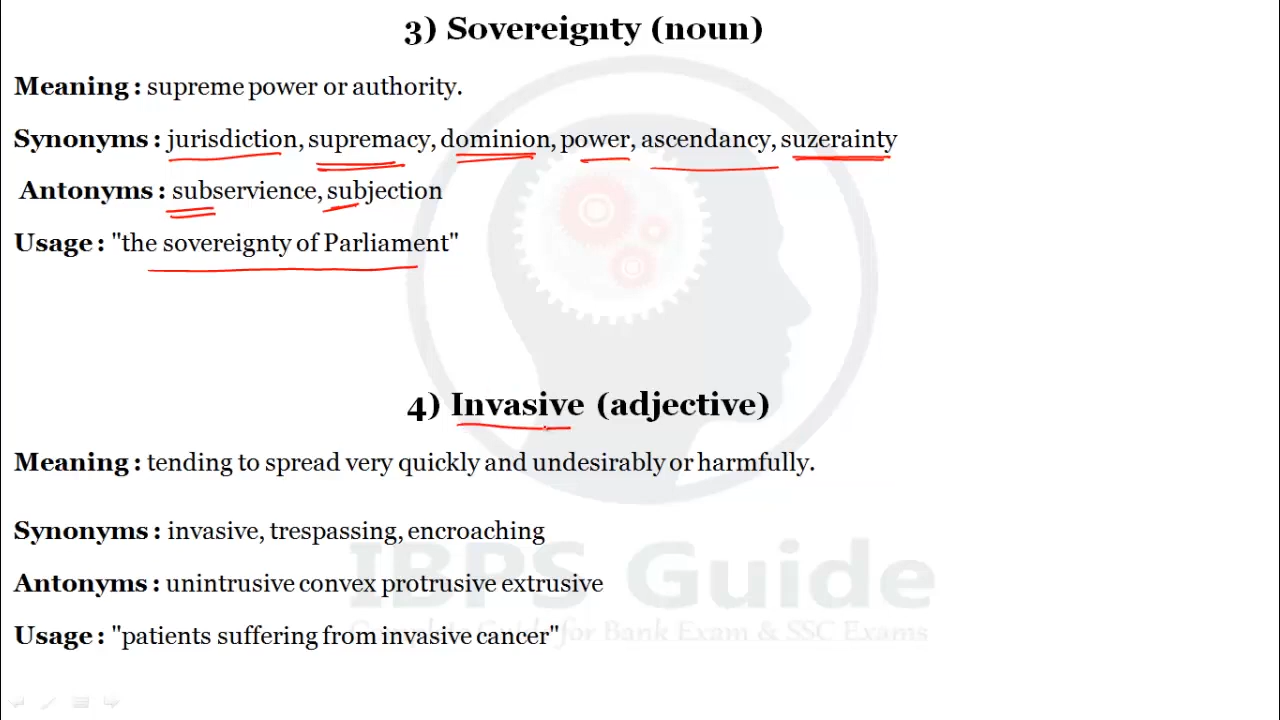 3) Sovereignty (noun)
Meaning : supreme power or authority.
Synonyms : jurisdiction, supremacy, dominion, power, ascendancy, suzerainty
Antonyms : subservience, subjection
Usage : "the sovereignty of Parliament"
4) Invasive (adjective)
Meaning : tending to spread very quickly and undesirably or harmfully.
Synonyms : invasive, trespassing, encroaching
IBPS Guide
Antonyms : unintrusive convex protrusive extrusive
Usage : "patients suffering from invasive cancer"
Complete Guide for Bank Exam & SSC Exams